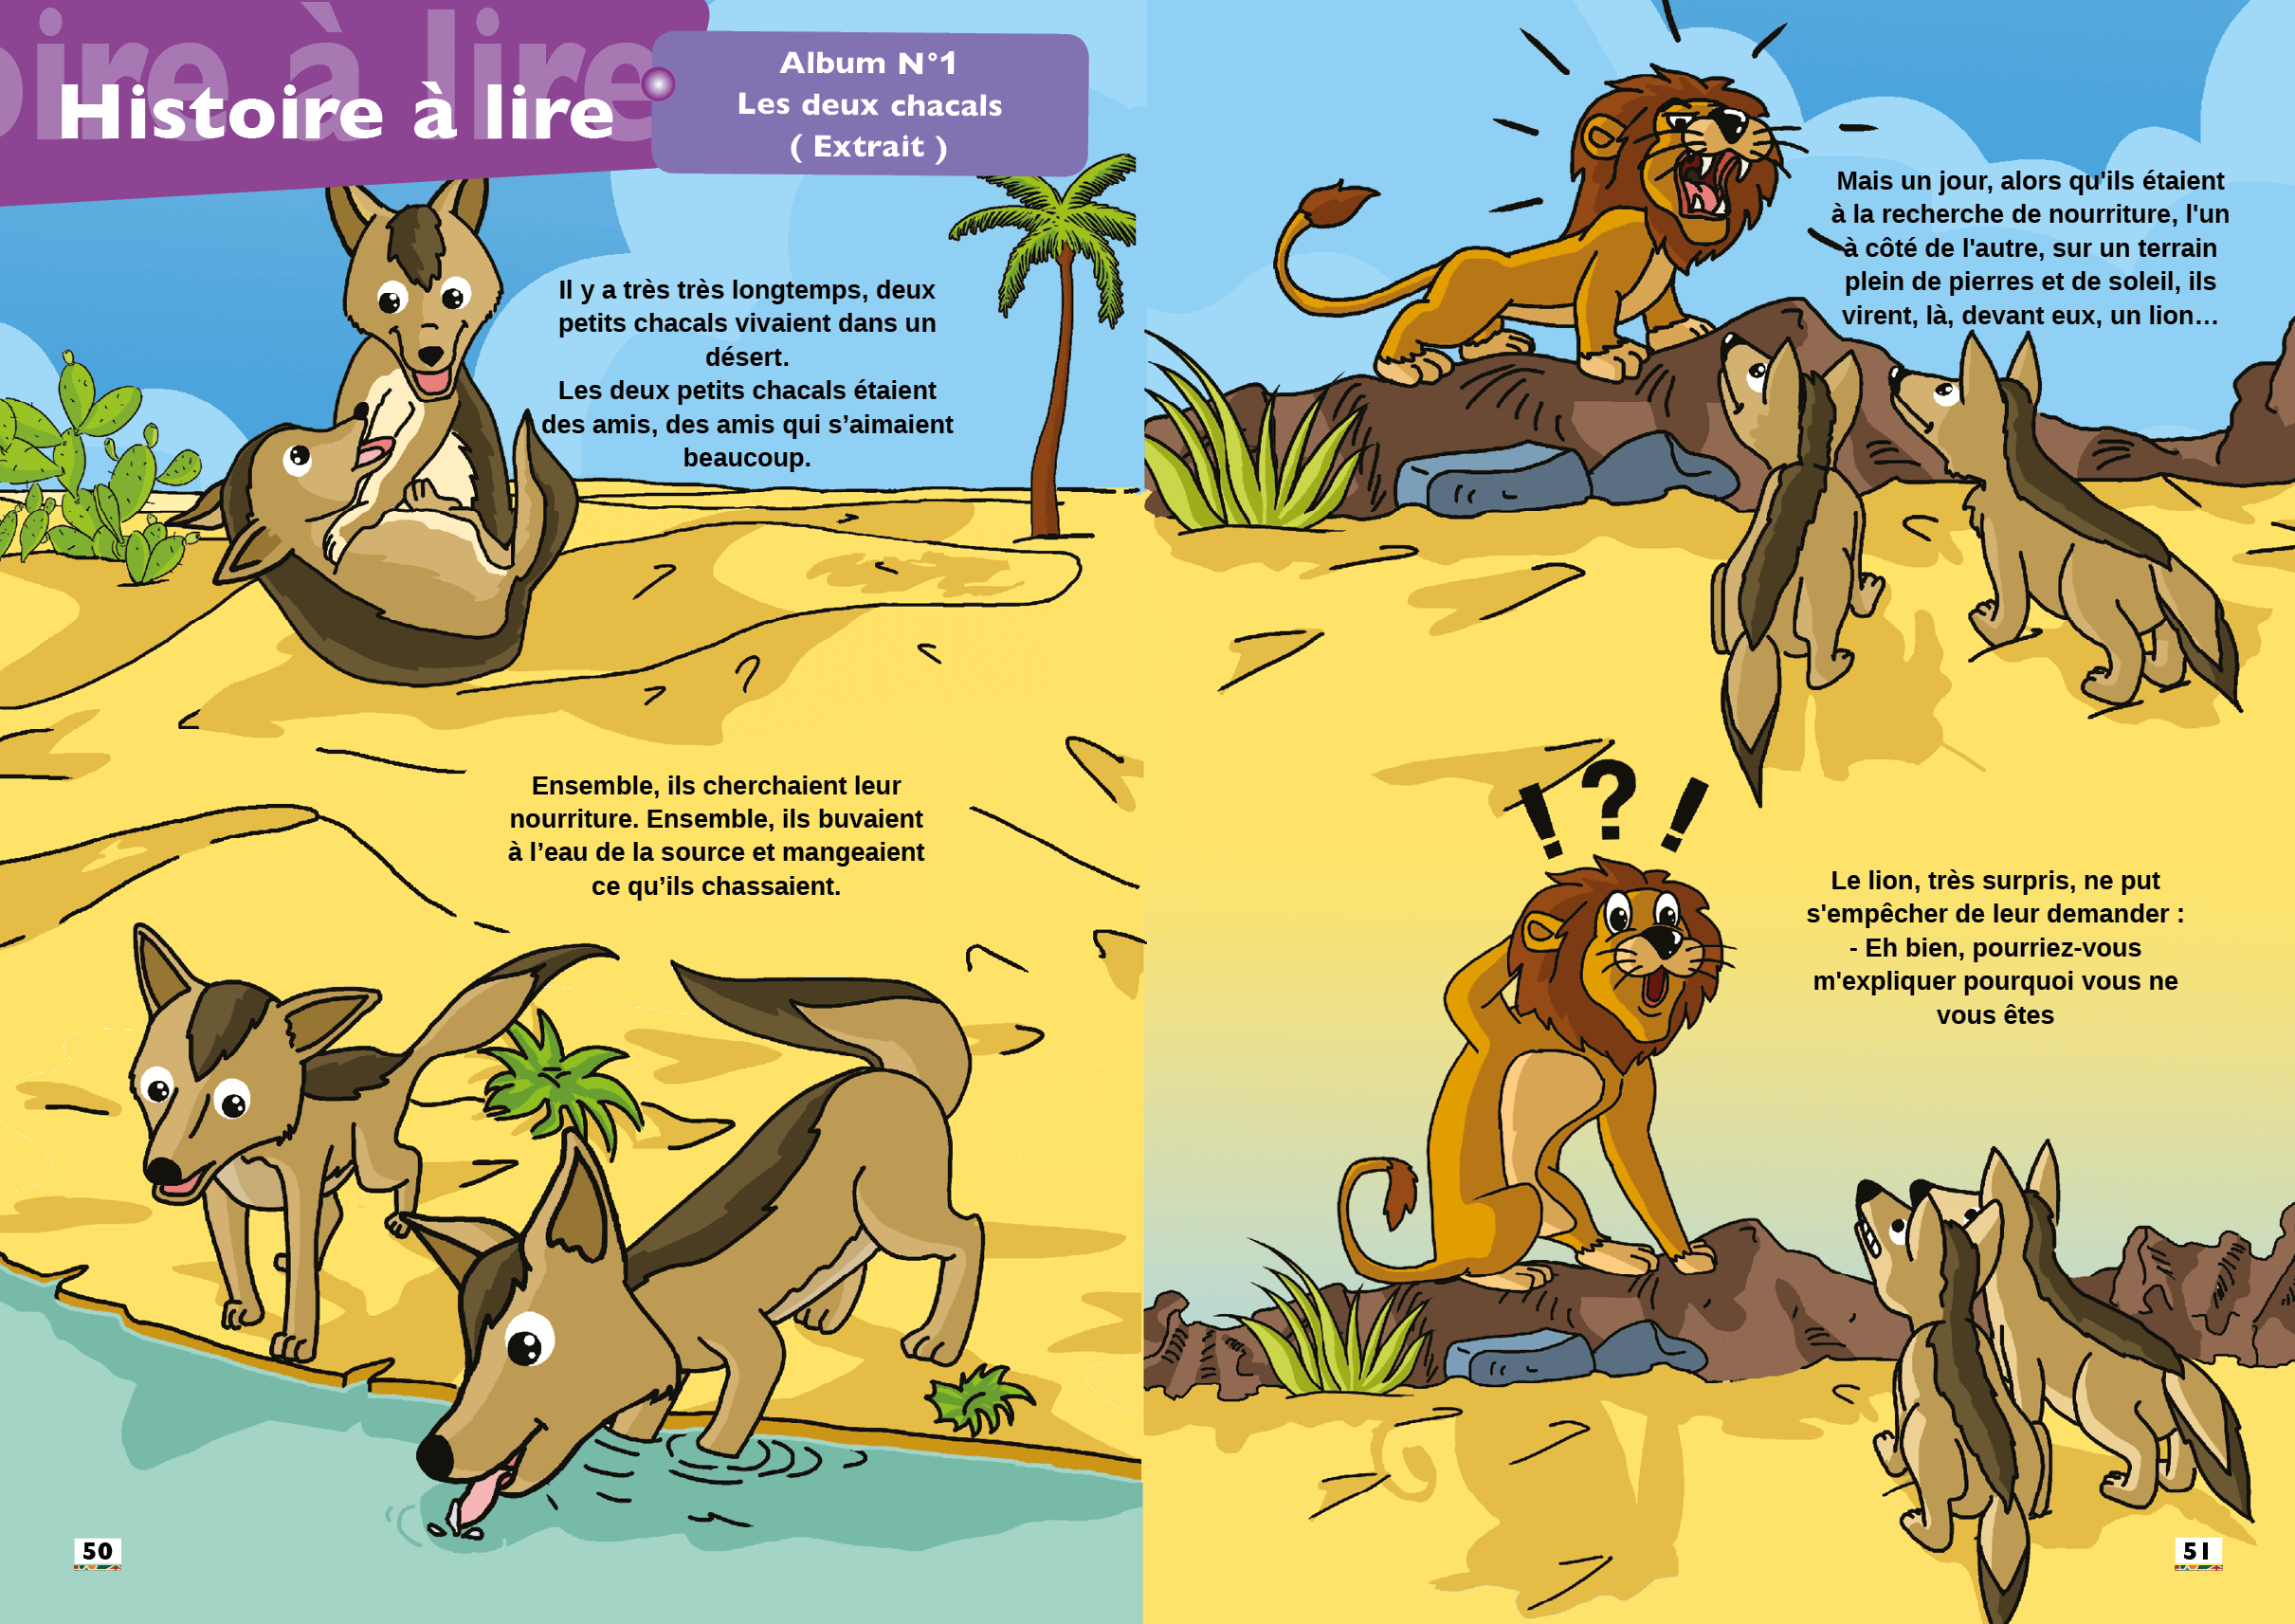 oire à lire
Histoire à lire
Album N°1
Les deux chacals
( Extrait )
Il y a très très longtemps, deux
petits chacals vivaient dans un
désert.
Les deux petits chacals étaient
des amis, des amis qui s’aimaient
beaucoup.
Ensemble, ils cherchaient leur
nourriture. Ensemble, ils buvaient
à l’eau de la source et mangeaient
ce qu’ils chassaient.
50
Mais un jour, alors qu'ils étaient
à la recherche de nourriture, l'un
à côté de l'autre, sur un terrain
plein de pierres et de soleil, ils
virent, là, devant eux, un lion…
! ? !
Le lion, très surpris, ne put
s'empêcher de leur demander :
- Eh bien, pourriez-vous
m'expliquer pourquoi vous ne
vous êtes
51